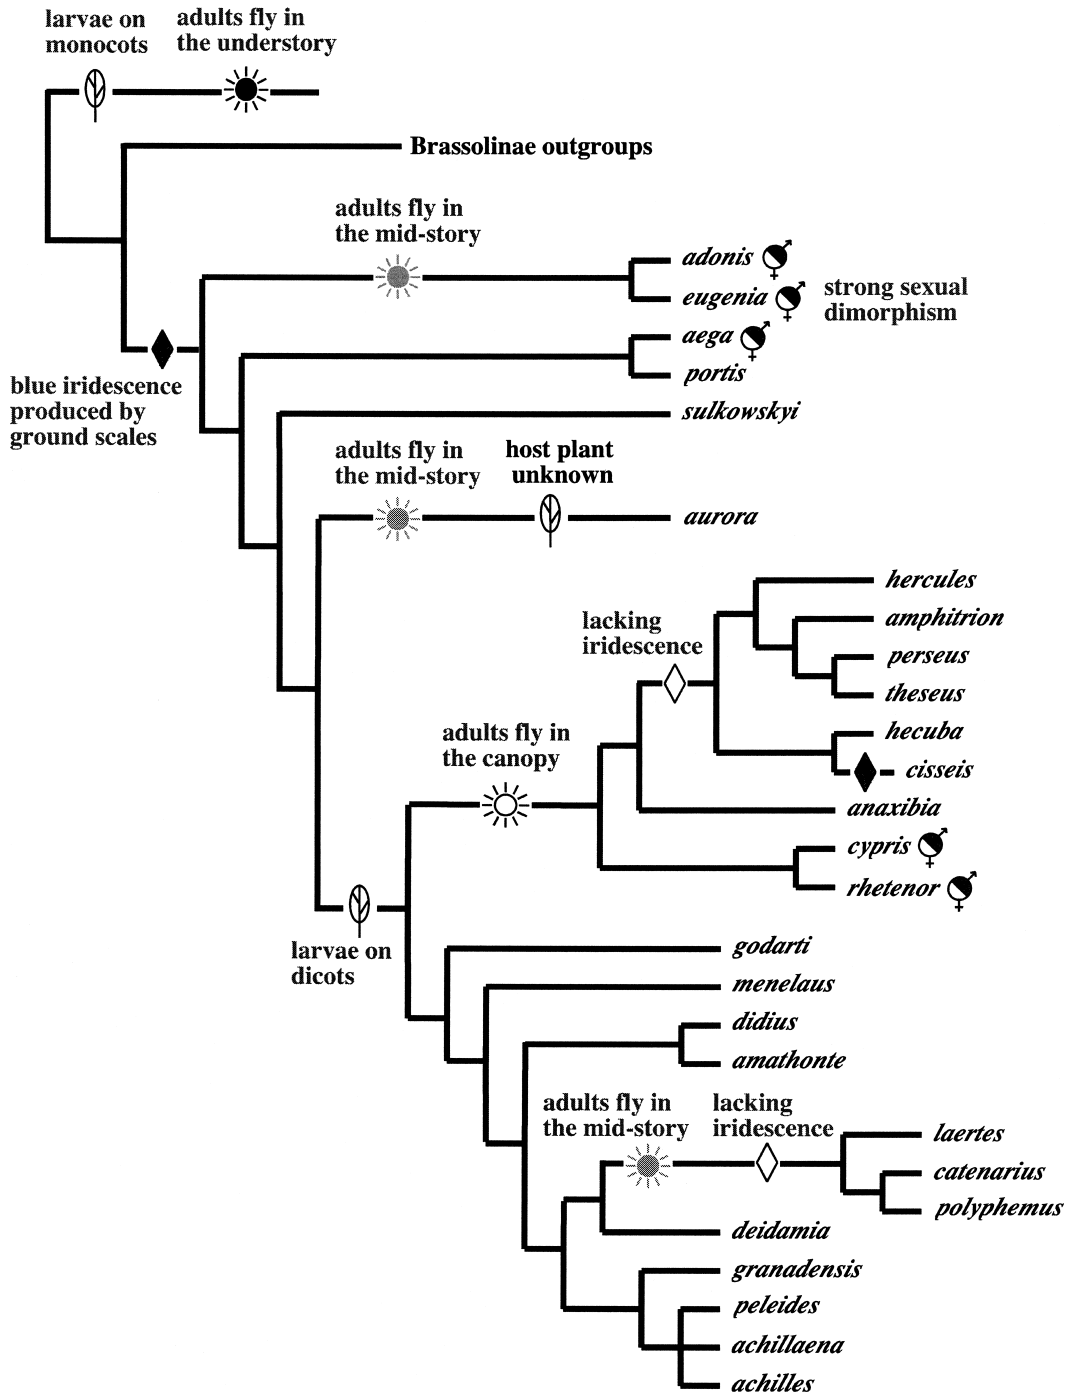 larvae on
monocots
adults fly in
the understory
Brassolinae outgroups
adults fly in
the mid-story
adonis
eugenia
strong sexual
dimorphism
aega
portis
blue iridescence
produced by
ground scales
sulkowskyi
adults fly in
the mid-story
host plant
unknown
aurora
hercules
lacking
iridescence
amphitrion
perseus
theseus
adults fly in
the canopy
hecuba
cisseis
anaxibia
cypris
rhetenor
larvae on
dicots
godarti
menelaus
didius
amathonte
adults fly in
the mid-story
lacking
iridescence
laertes
catenarius
polyphemus
deidamia
granadensis
peleides
achillaena
achilles